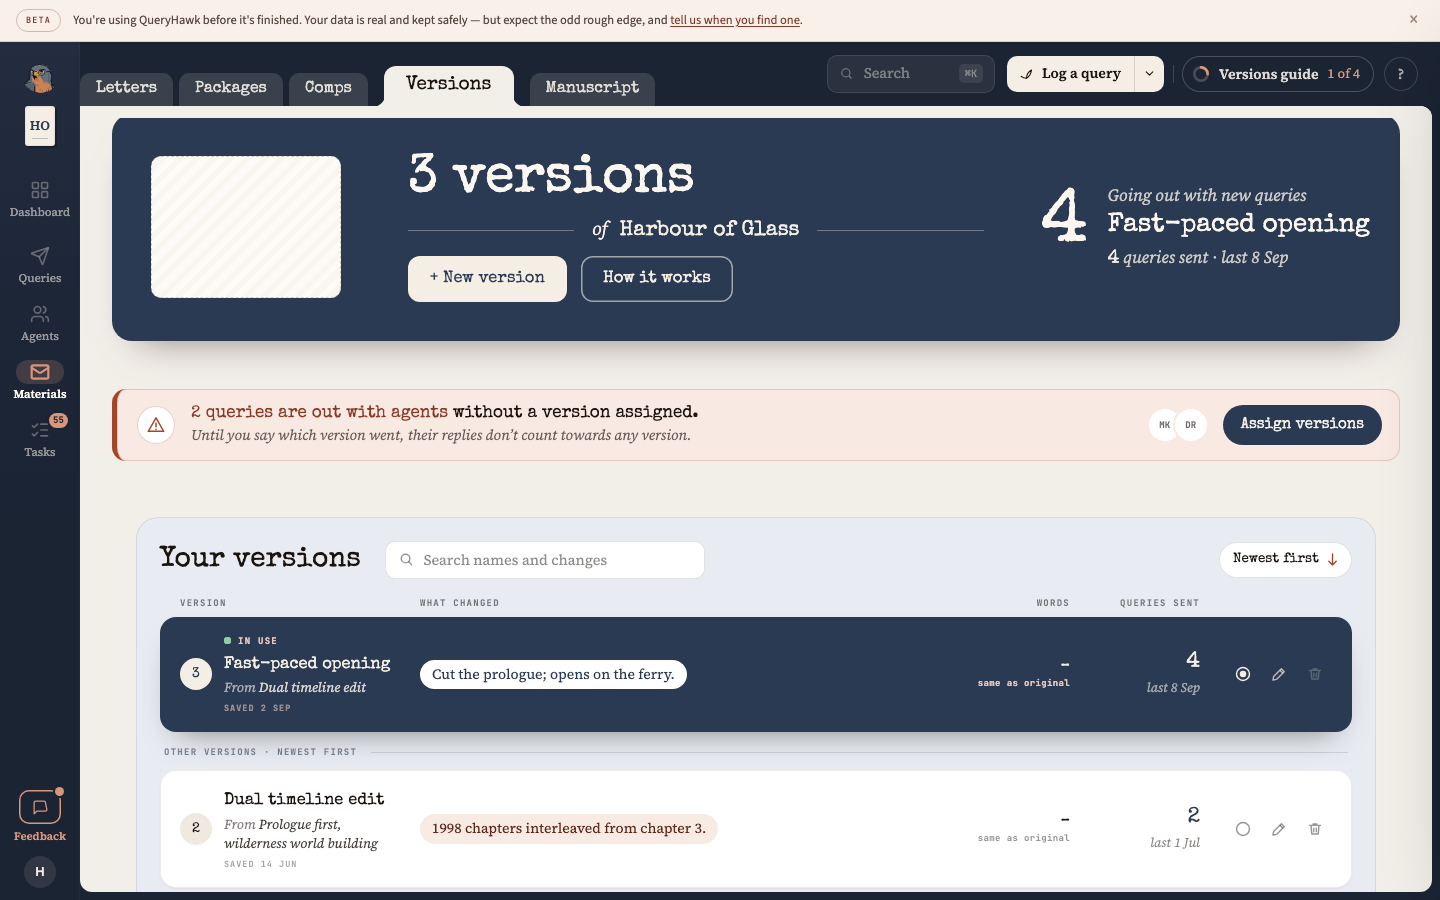 BETA You're using QueryHawk before it's finished. Your data is real and kept safely — but expect the odd rough edge, and tell us when you find one. ×
Letters Packages Comps Versions Manuscript
Search ⌘K
Log a query
Versions guide 1 of 4 ?
HO
Dashboard
Queries
Agents
Materials
55
Tasks
Feedback
H
3 versions
of Harbour of Glass
+ New version How it works
4
Going out with new queries
Fast-paced opening
4 queries sent · last 8 Sep
2 queries are out with agents without a version assigned.
Until you say which version went, their replies don’t count towards any version.
MK DR Assign versions
Your versions
Search names and changes
Newest first ↓
VERSION WHAT CHANGED WORDS QUERIES SENT
3
IN USE
Fast-paced opening
From Dual timeline edit
SAVED 2 SEP
Cut the prologue; opens on the ferry.
–
same as original
4
last 8 Sep
OTHER VERSIONS · NEWEST FIRST
2
Dual timeline edit
From Prologue first,
wilderness world building
SAVED 14 JUN
1998 chapters interleaved from chapter 3.
–
same as original
2
last 1 Jul